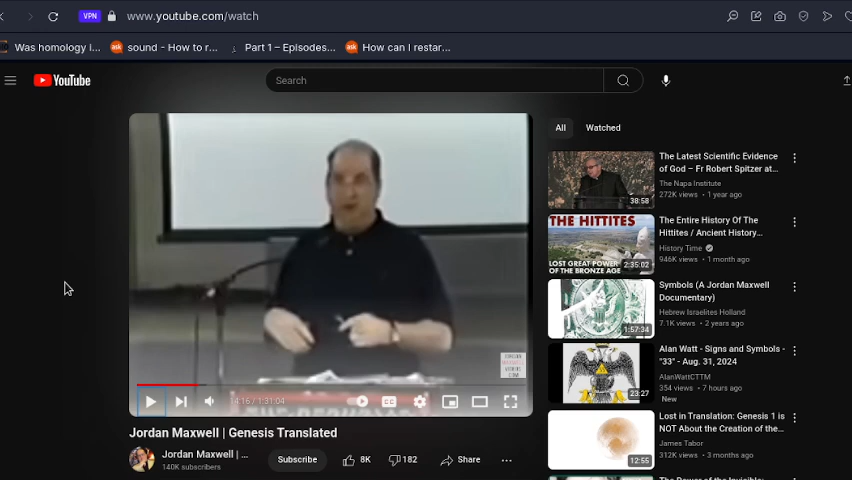 VPN
www.youtube.com/watch
Was homology l...
ask
sound - How to r...
Part 1 – Episodes...
ask
How can I restar...
YouTube
Search
All
Watched
The Latest Scientific Evidence
of God – Fr Robert Spitzer at...
The Napa Institute
272K views • 1 year ago
38:58
THE HITTITES
LOST GREAT POWER
OF THE BRONZE AGE
2:35:02
The Entire History Of The
Hittites / Ancient History...
History Time
946K views • 1 month ago
Symbols (A Jordan Maxwell
Documentary)
Hebrew Israelites Holland
7.1K views • 2 years ago
1:57:34
Alan Watt - Signs and Symbols -
"33" - Aug. 31, 2024
AlanWattCTTM
354 views • 7 hours ago
New
23:27
Lost in Translation: Genesis 1 is
NOT About the Creation of the...
James Tabor
312K views • 3 months ago
12:55
14:16 / 1:31:04
CC
Jordan Maxwell | Genesis Translated
Jordan Maxwell | ...
140K subscribers
Subscribe
8K
182
Share